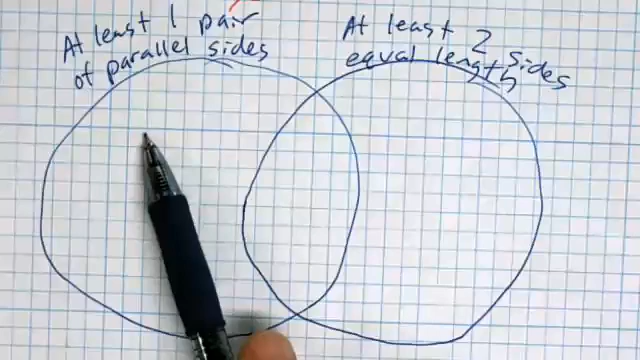 At least 1 pair
of parallel sides
At least 2 sides
equal length